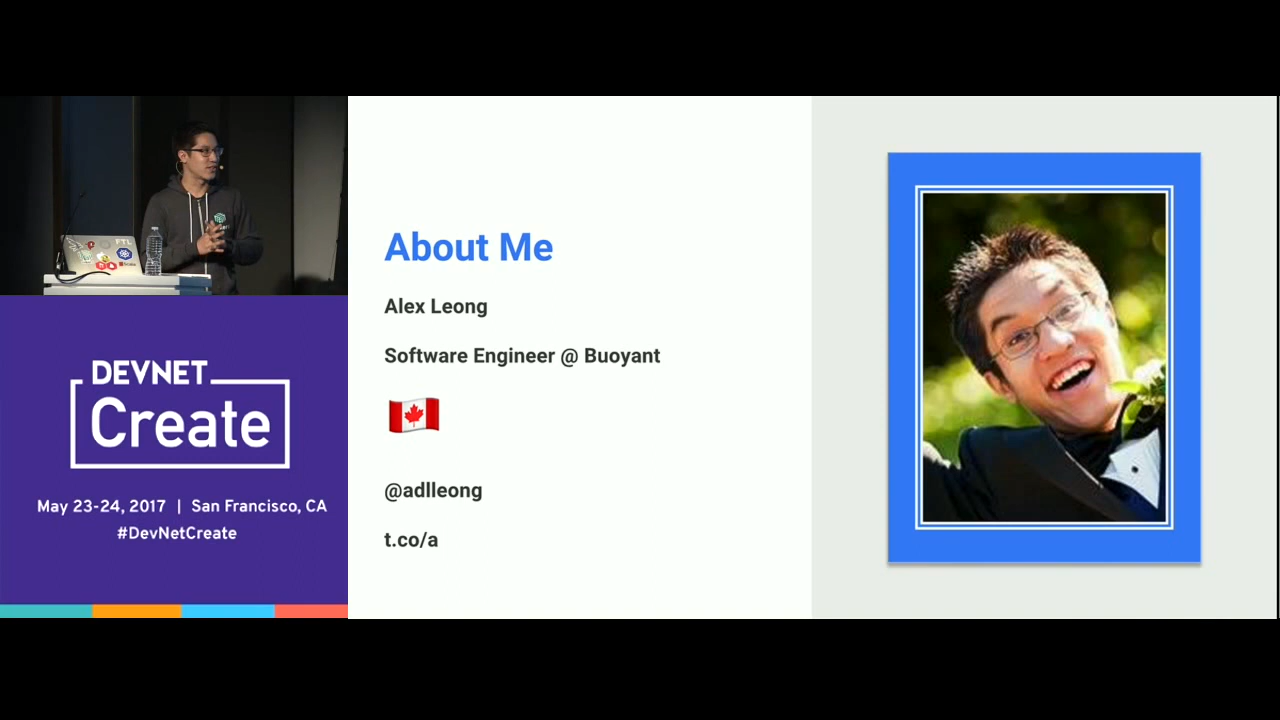 DEVNET
Create
May 23-24, 2017 | San Francisco, CA
#DevNetCreate
About Me
Alex Leong
Software Engineer @ Buoyant
@adlleong
t.co/a
FTL